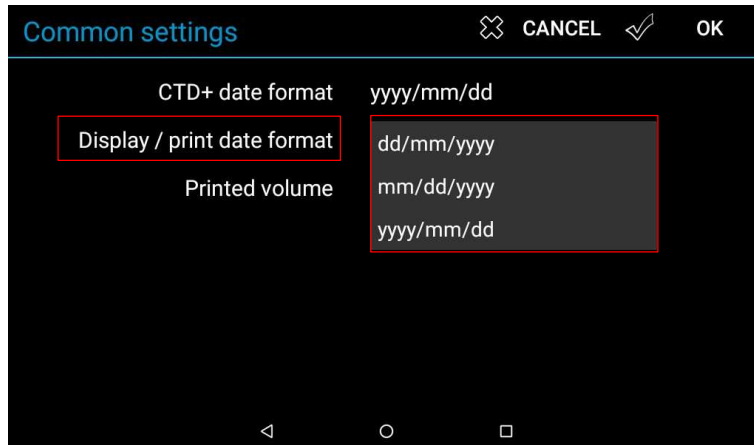 Common settings CANCEL OK
CTD+ date format yyyy/mm/dd
Display / print date format dd/mm/yyyy
Printed volume mm/dd/yyyy
yyyy/mm/dd